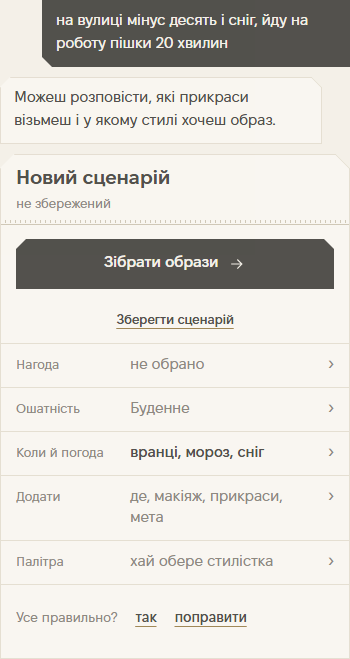 на вулиці мінус десять і сніг, йду на
роботу пішки 20 хвилин
Можеш розповісти, які прикраси
візьмеш і у якому стилі хочеш образ.
Новий сценарій
не збережений
Зібрати образи →
Зберегти сценарій
Нагода не обрано
Ошатність Буденне
Коли й погода вранці, мороз, сніг
Додати де, макіяж, прикраси,
мета
Палітра хай обере стилістка
Усе правильно? так поправити